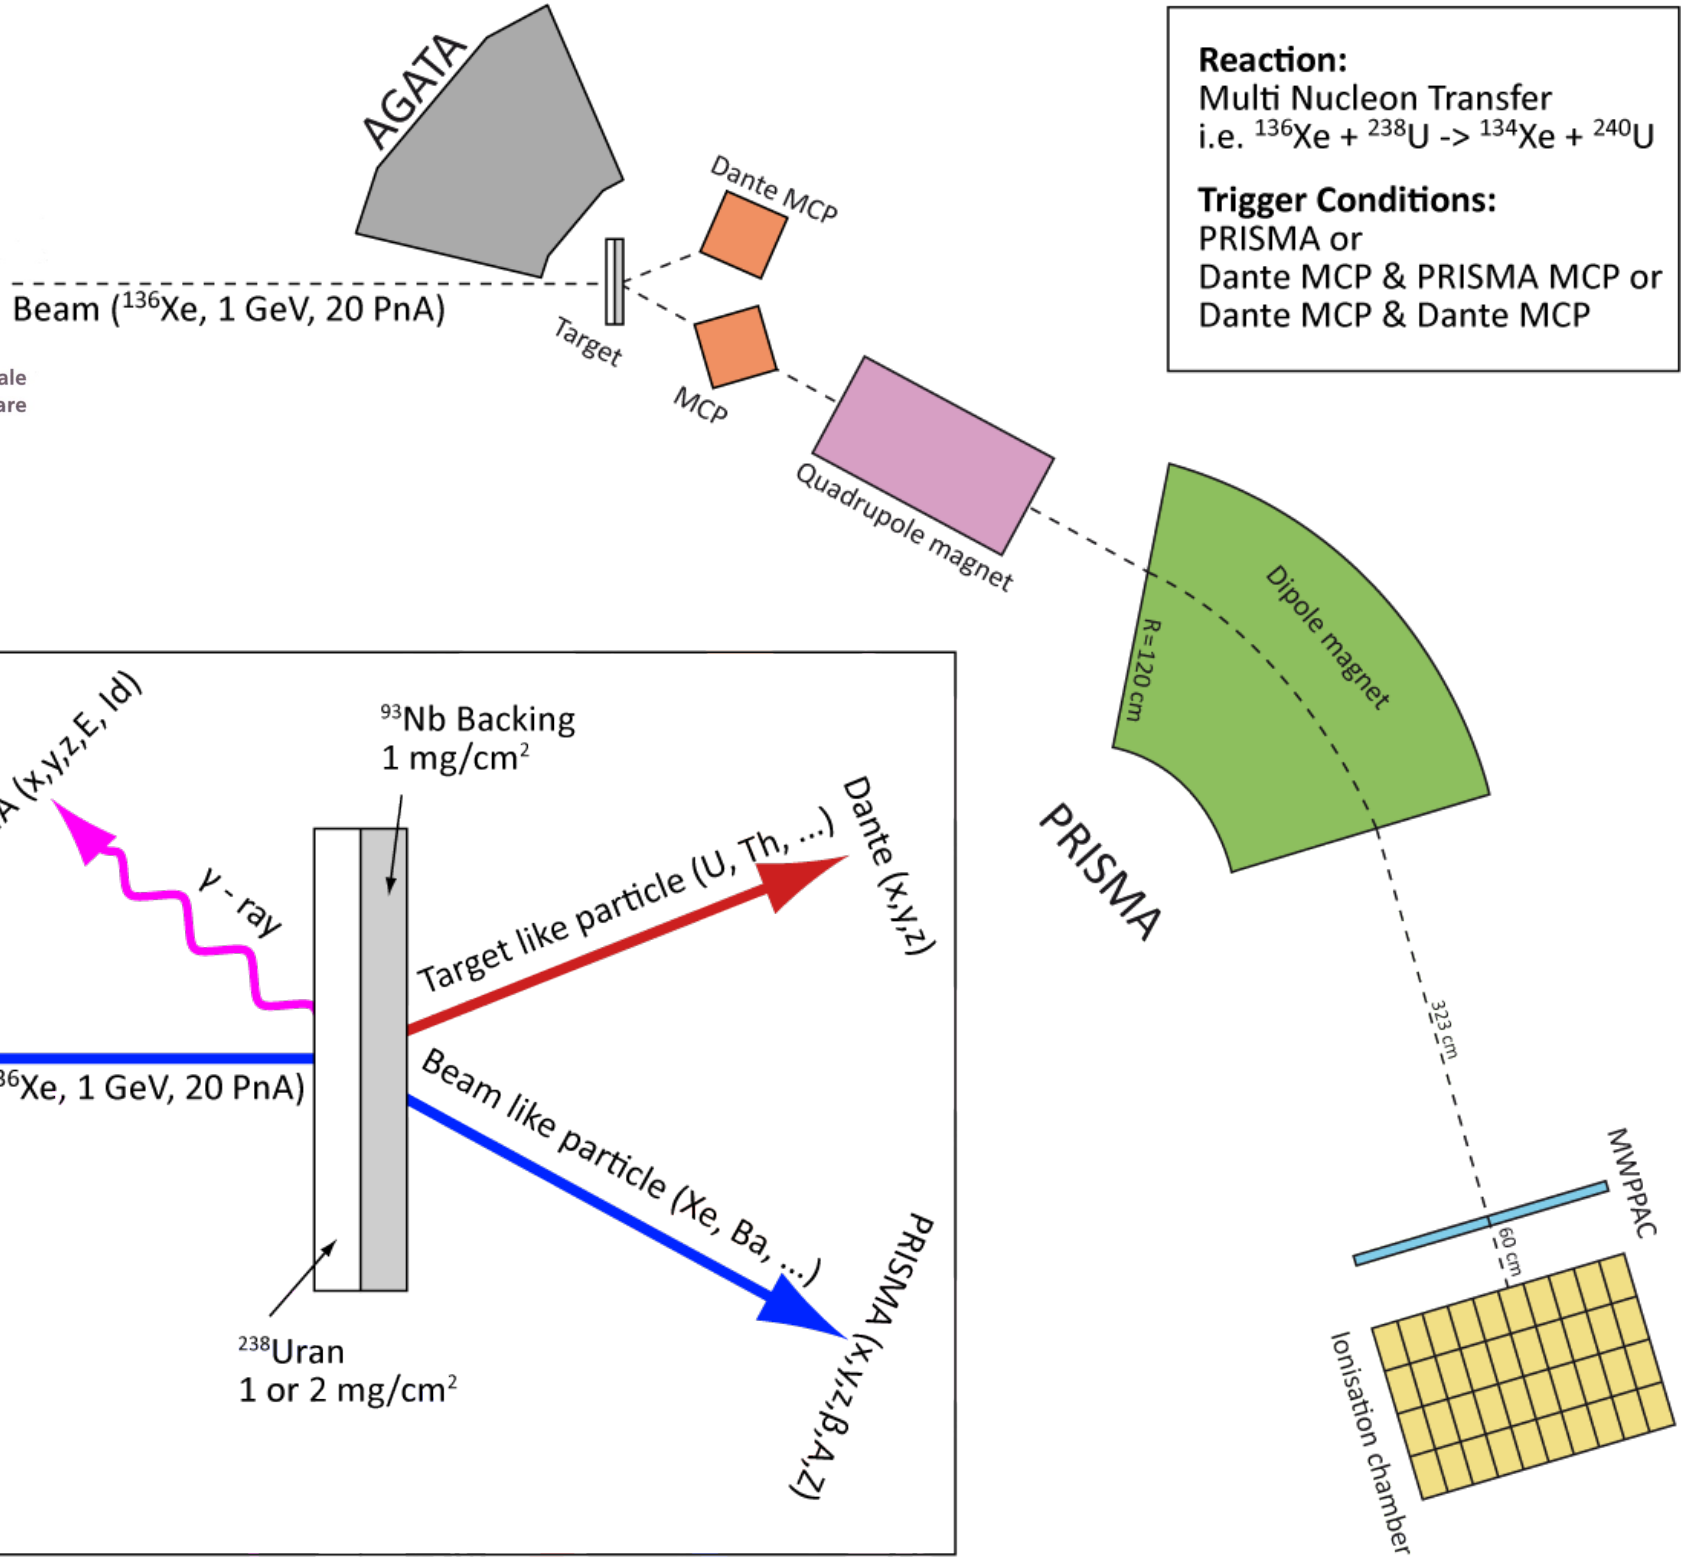 AGATA
Dante MCP
Beam (¹³⁶Xe, 1 GeV, 20 PnA)
Target
MCP
Quadrupole magnet
Dipole magnet
R = 120 cm
PRISMA
323 cm
MWPPAC
60 cm
Ionisation chamber
Reaction:
Multi Nucleon Transfer
i.e. ¹³⁶Xe + ²³⁸U -> ¹³⁴Xe + ²⁴⁰U
Trigger Conditions:
PRISMA or
Dante MCP & PRISMA MCP or
Dante MCP & Dante MCP
ale
are
A (x,y,z,E, Id)
γ - ray
⁹³Nb Backing
1 mg/cm²
Target like particle (U, Th, ...)
Dante (x,y,z)
³⁶Xe, 1 GeV, 20 PnA)
Beam like particle (Xe, Ba, ...)
PRISMA (x,y,z,β,A,Z)
²³⁸Uran
1 or 2 mg/cm²